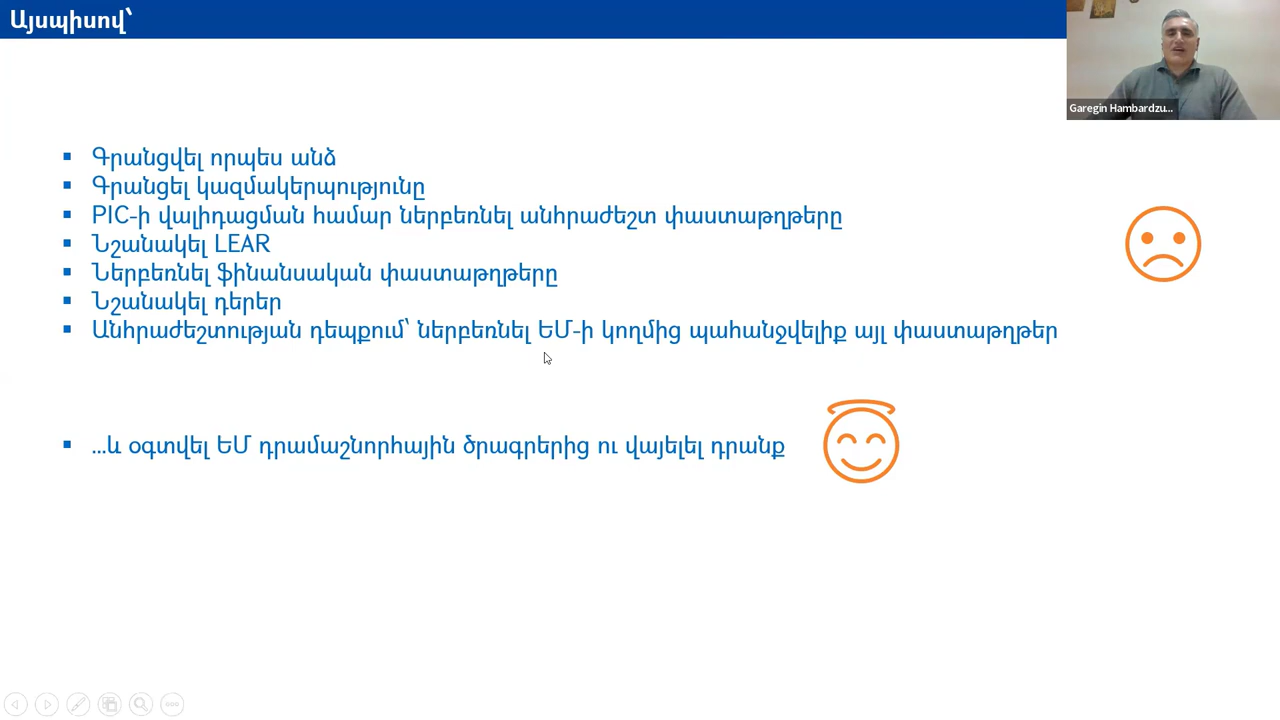 Այսպիսով՝
Garegin Hambardzu...
Գրանցվել որպես անձ
Գրանցել կազմակերպությունը
PIC-ի վալիդացման համար ներբեռնել անհրաժեշտ փաստաթղթերը
Նշանակել LEAR
Ներբեռնել ֆինանսական փաստաթղթերը
Նշանակել դերեր
Անհրաժեշտության դեպքում՝ ներբեռնել ԵՄ-ի կողմից պահանջվելիք այլ փաստաթղթեր
...և օգտվել ԵՄ դրամաշնորհային ծրագրերից ու վայելել դրանք